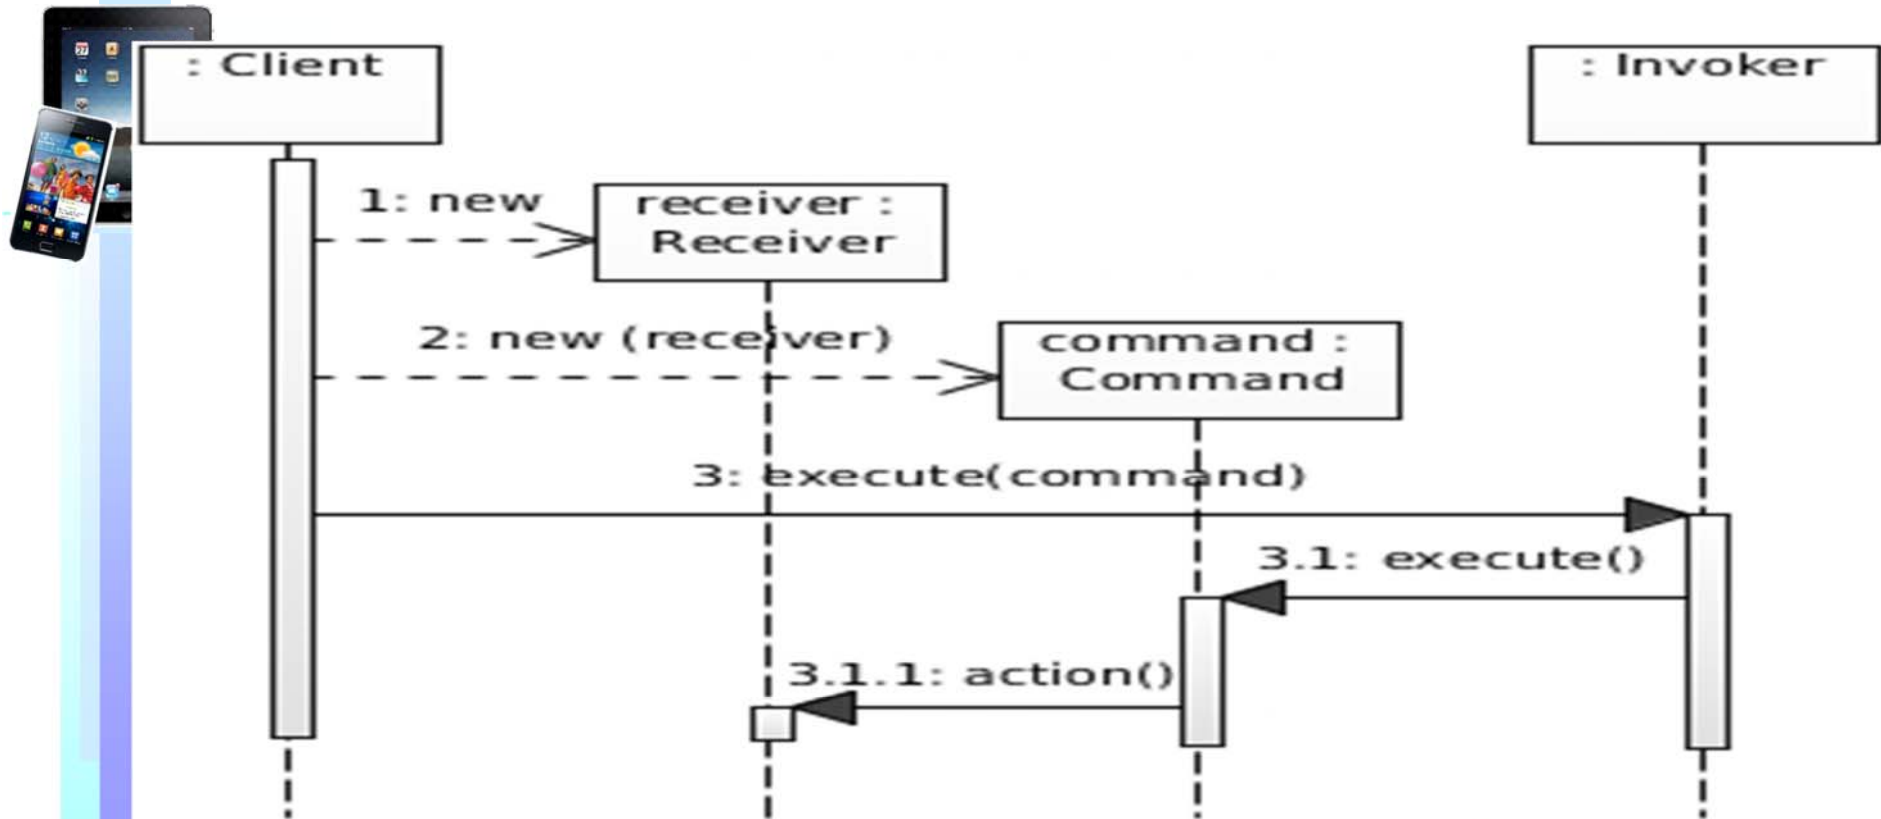 : Client
: Invoker
1: new
receiver :
Receiver
2: new (receiver)
command :
Command
3: execute(command)
3.1: execute()
3.1.1: action()